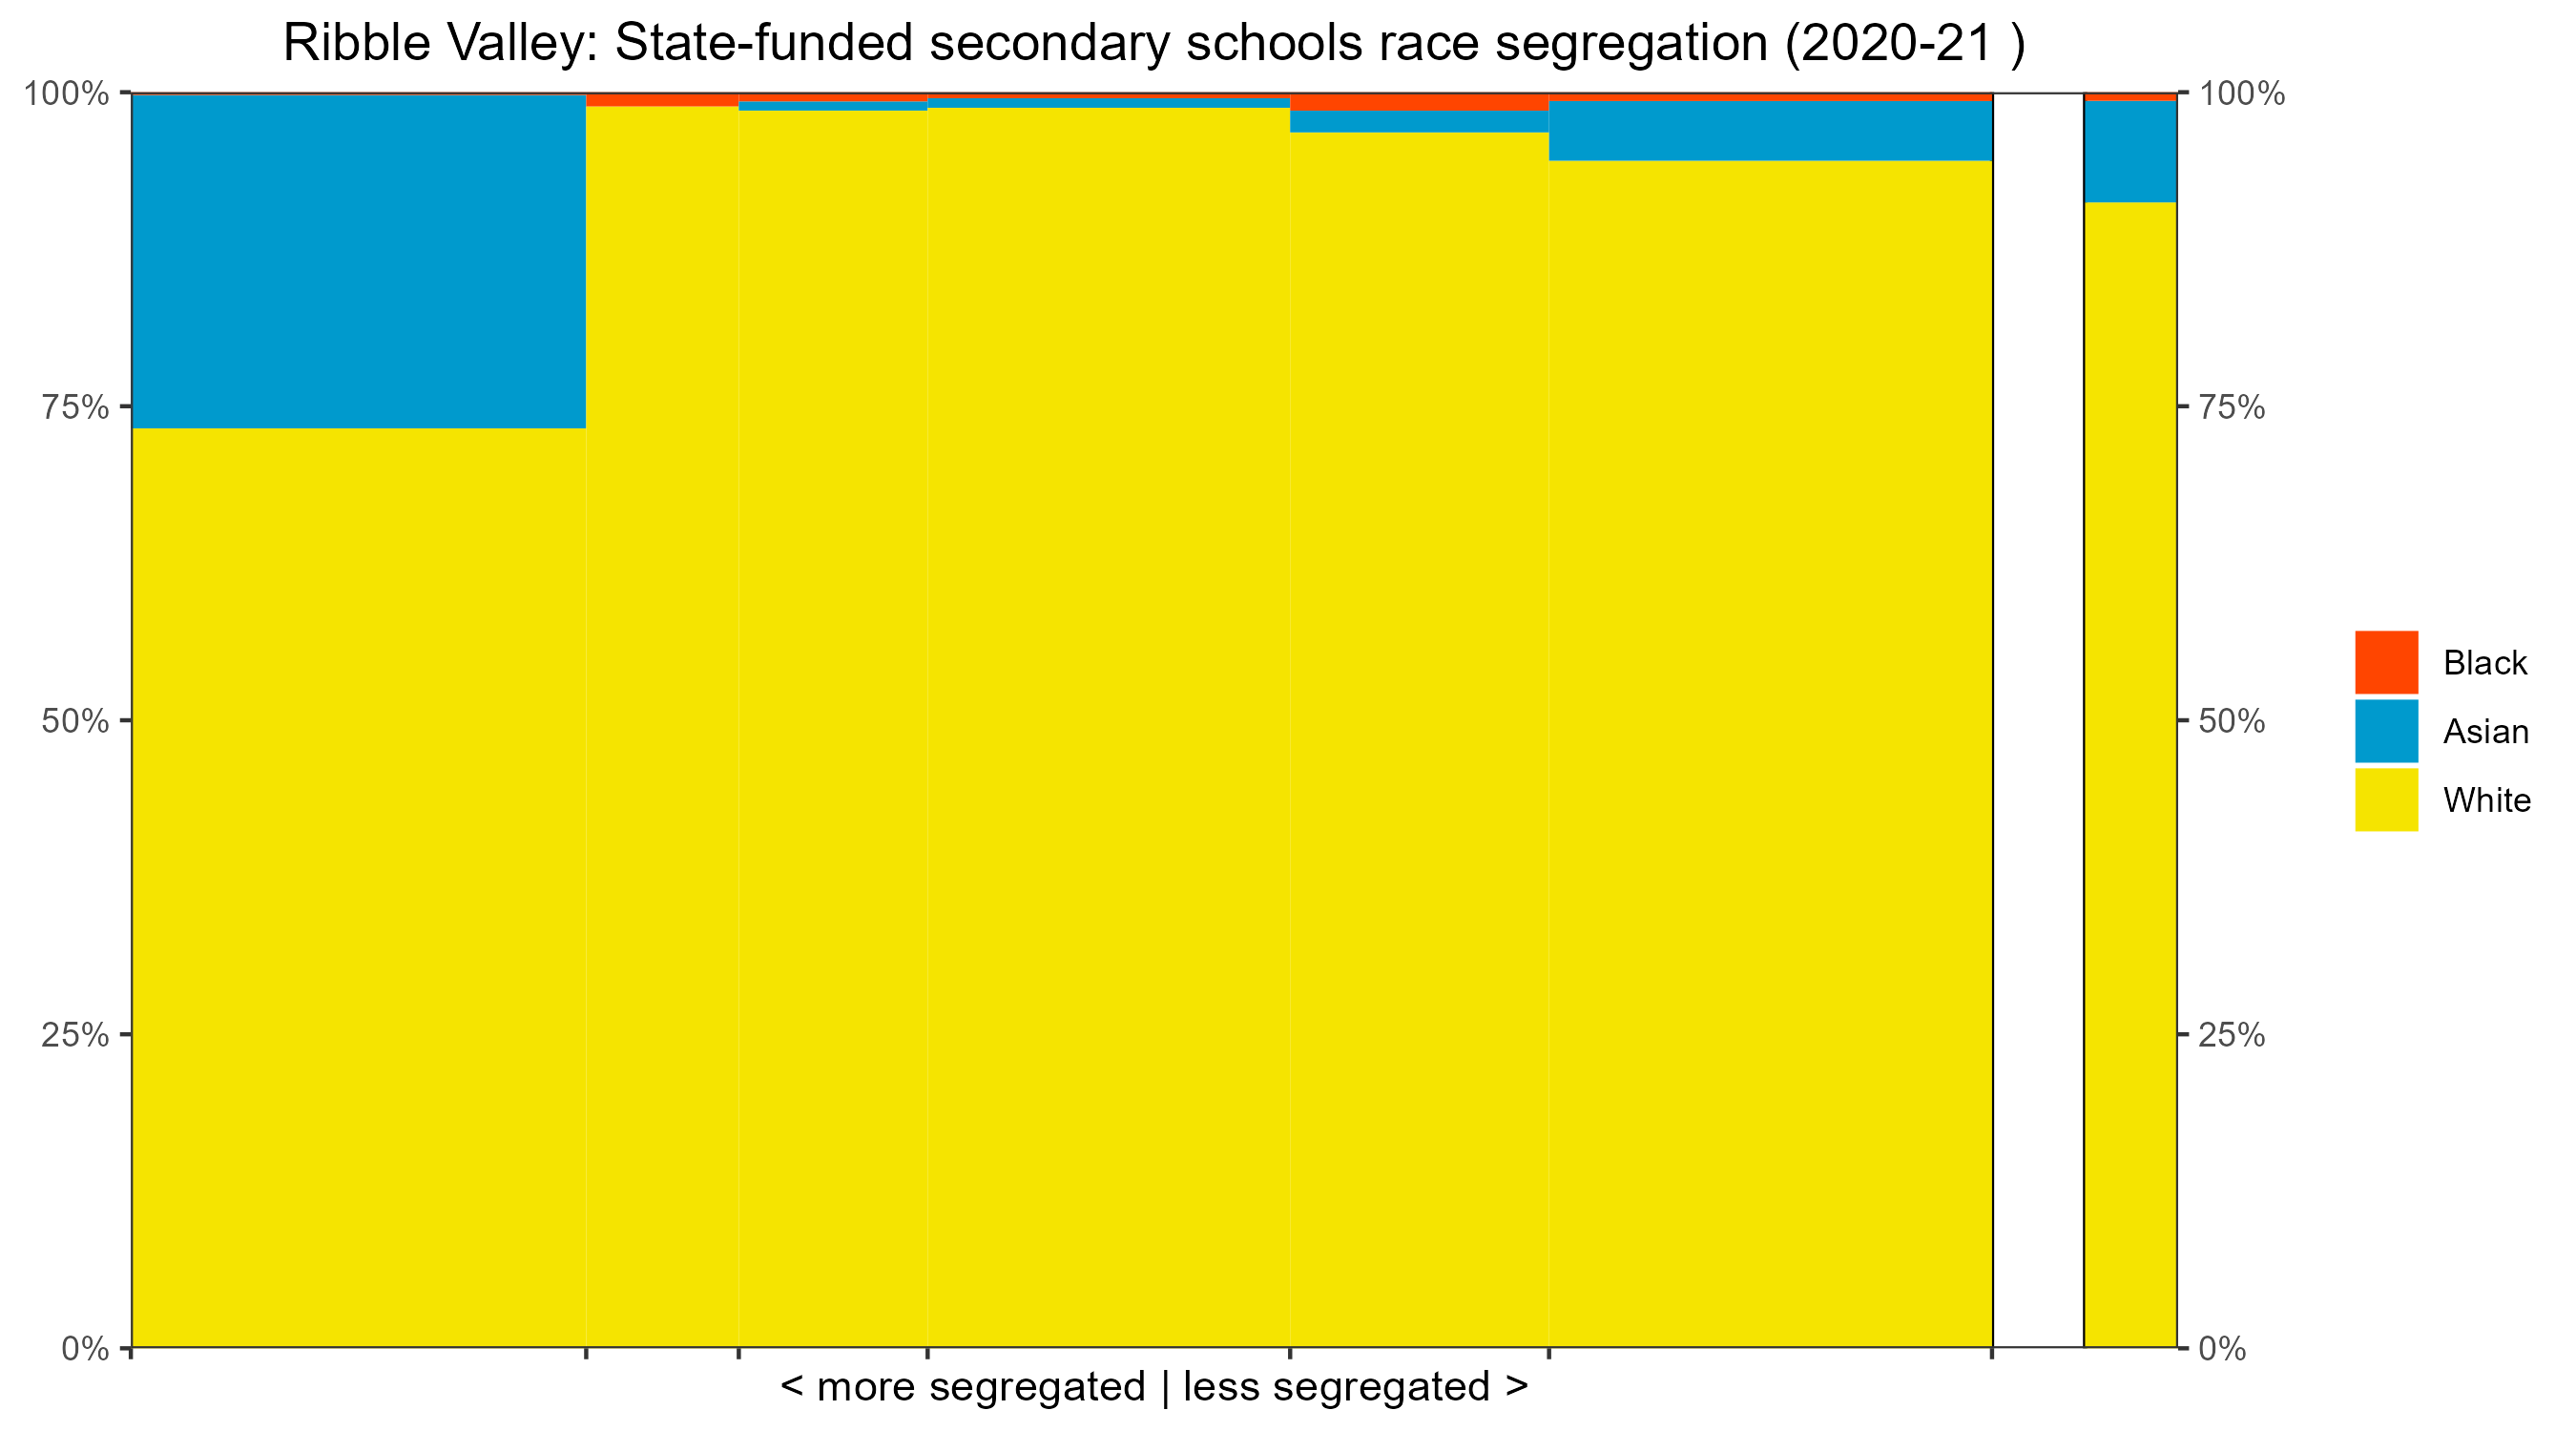 Ribble Valley: State-funded secondary schools race segregation (2020-21 )
100%
75%
50%
25%
0%
100%
75%
50%
25%
0%
Black
Asian
White
< more segregated | less segregated >